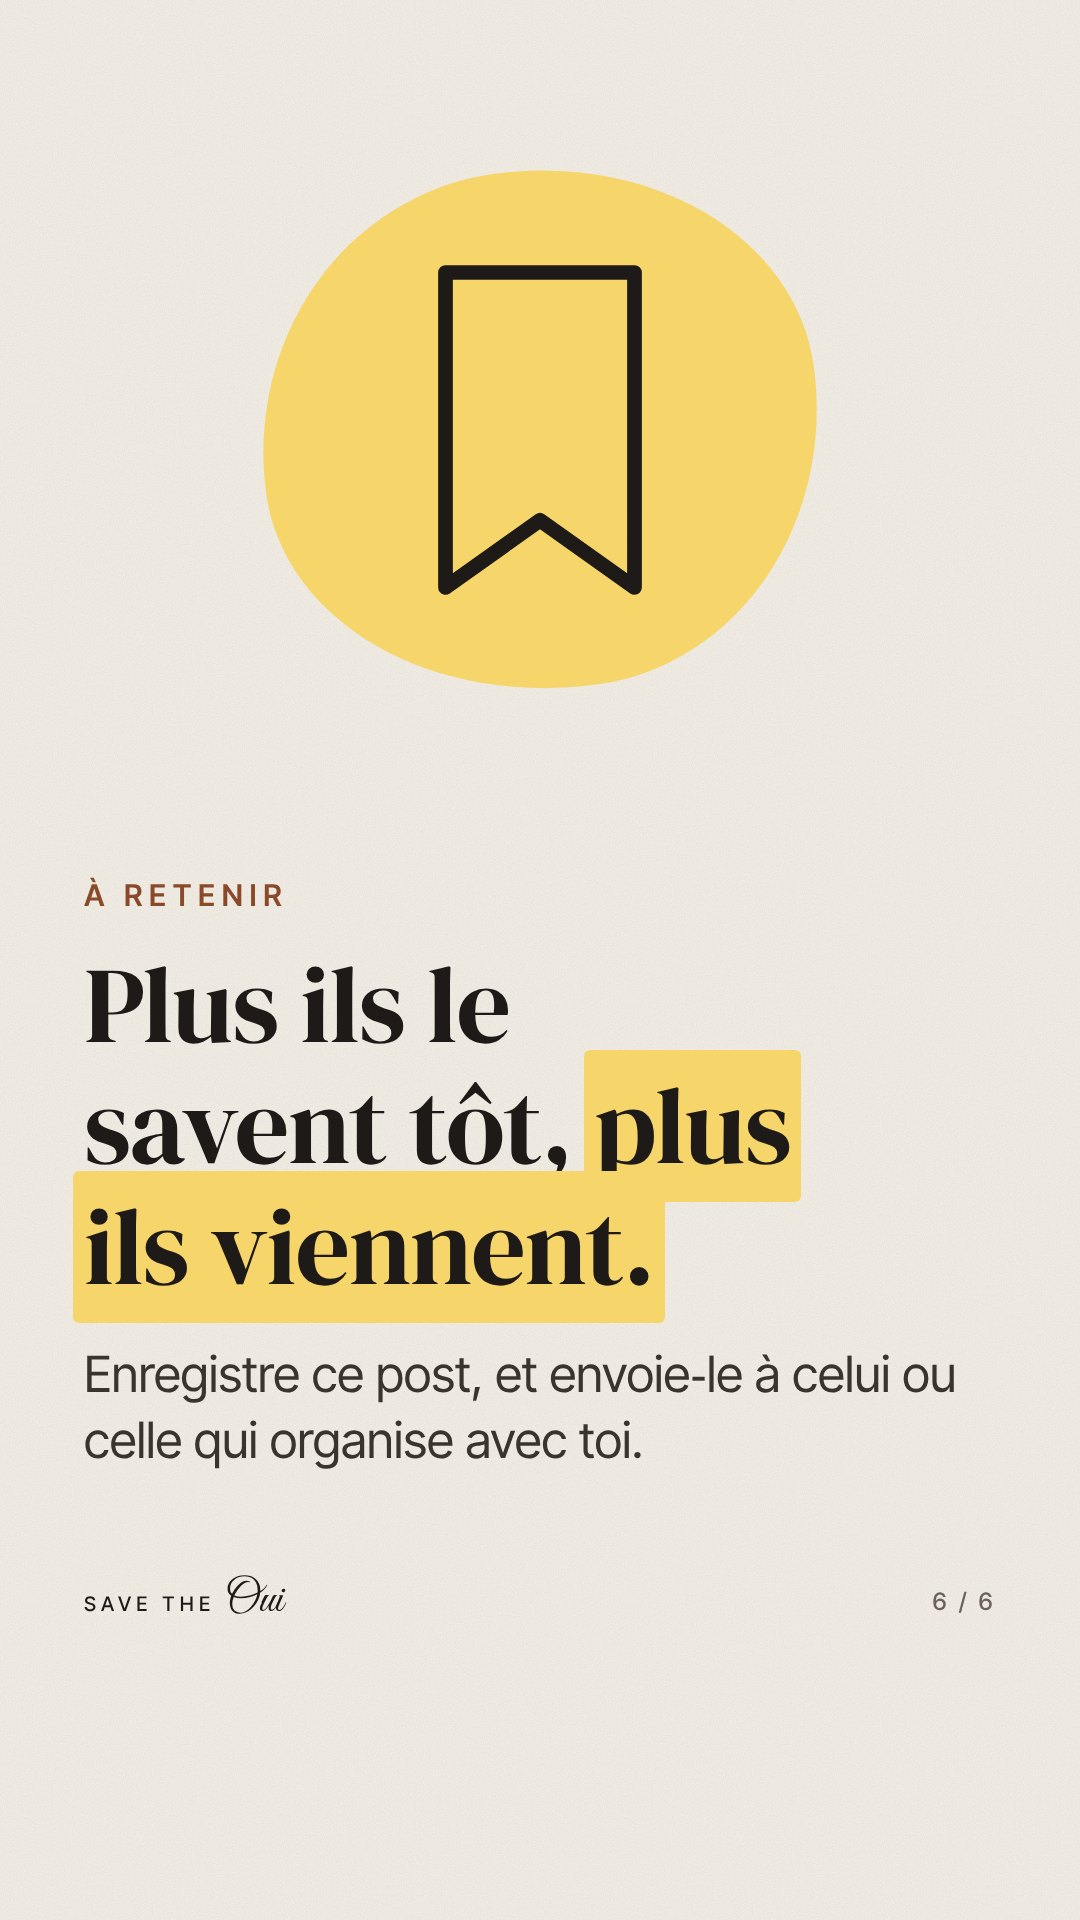 À RETENIR
Plus ils le
savent tôt, plus
ils viennent.
Enregistre ce post, et envoie-le à celui ou
celle qui organise avec toi.
SAVE THE Oui
6 / 6